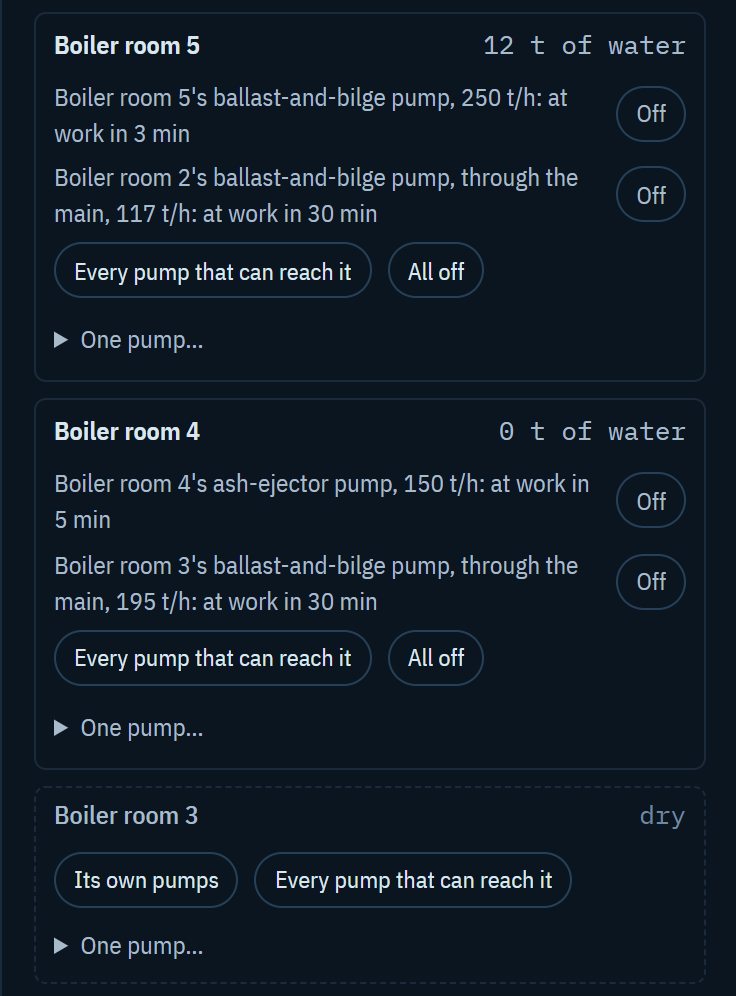 Boiler room 5 12 t of water
Boiler room 5's ballast-and-bilge pump, 250 t/h: at
work in 3 min
Off
Boiler room 2's ballast-and-bilge pump, through the
main, 117 t/h: at work in 30 min
Off
Every pump that can reach it All off
▶ One pump...
Boiler room 4 0 t of water
Boiler room 4's ash-ejector pump, 150 t/h: at work in
5 min
Off
Boiler room 3's ballast-and-bilge pump, through the
main, 195 t/h: at work in 30 min
Off
Every pump that can reach it All off
▶ One pump...
Boiler room 3 dry
Its own pumps Every pump that can reach it
▶ One pump...